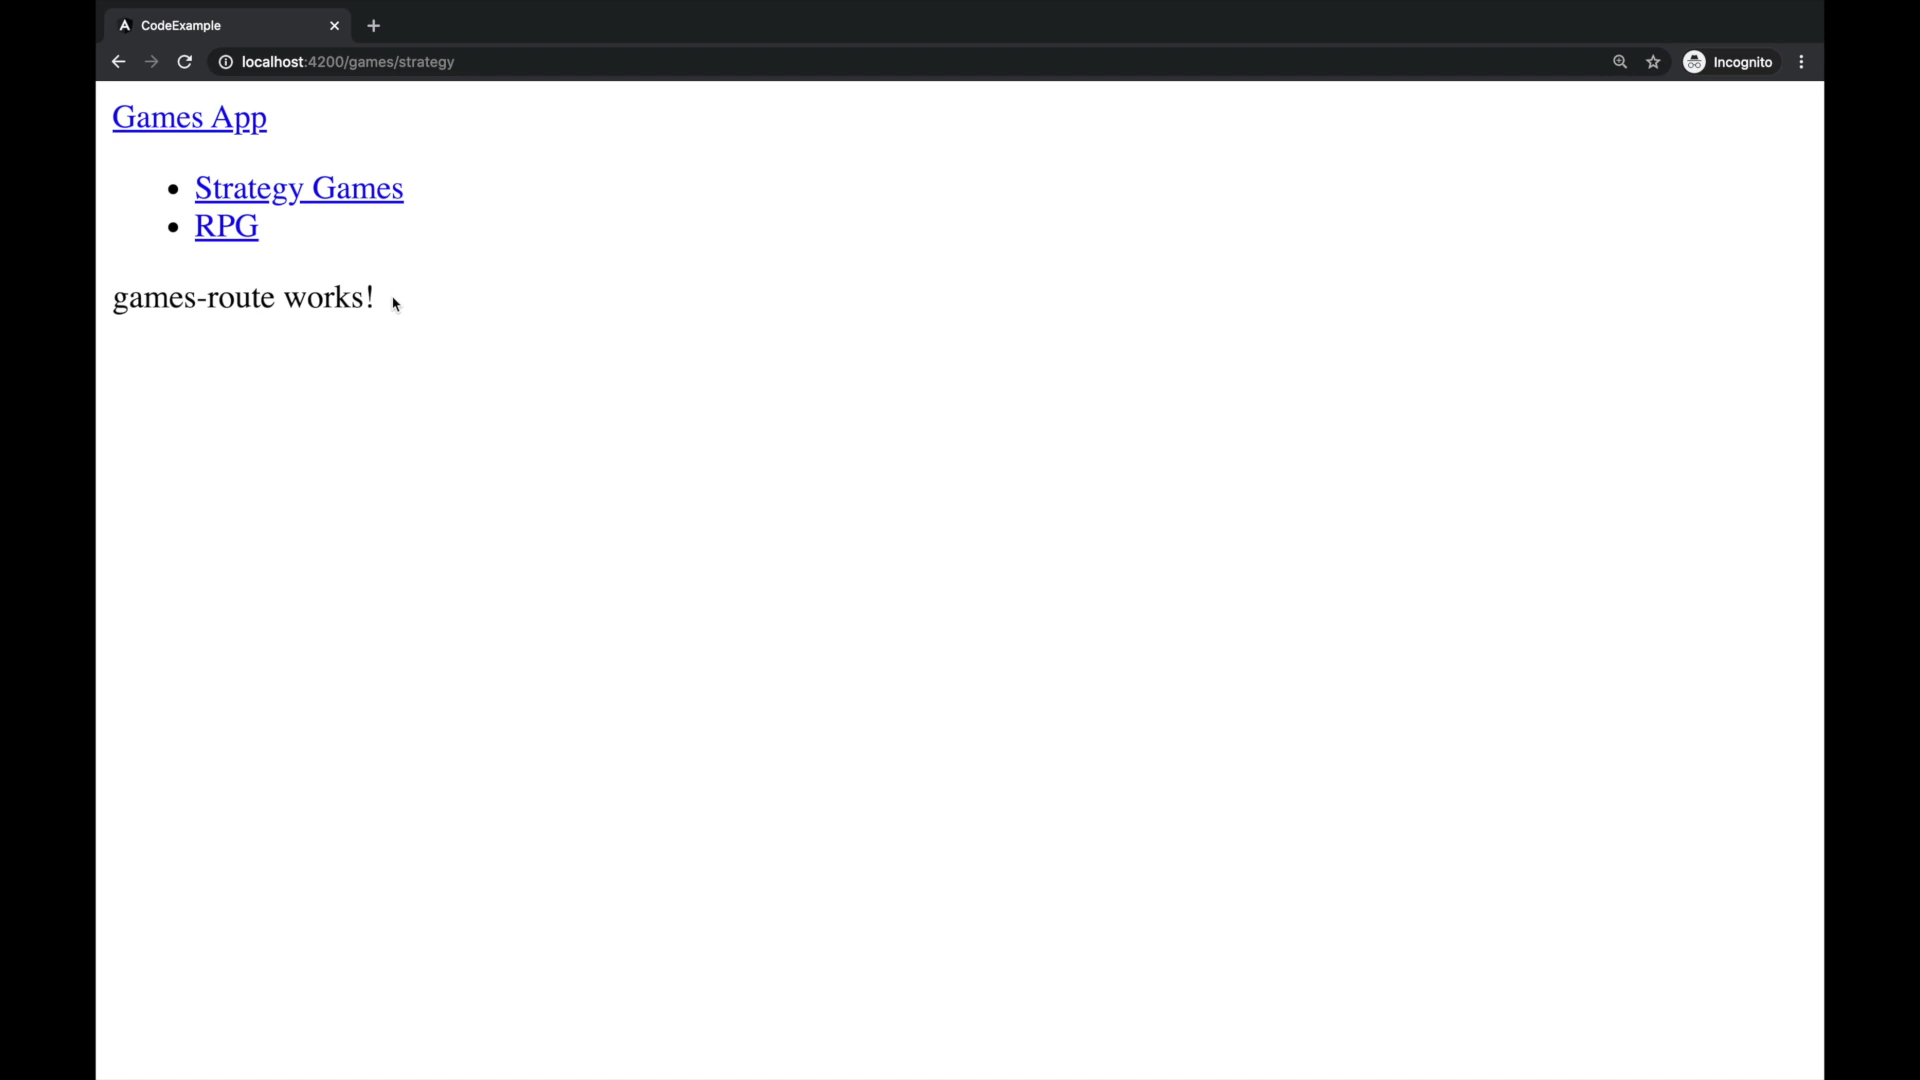 CodeExample
localhost:4200/games/strategy
Incognito
Games App
Strategy Games
RPG
games-route works!